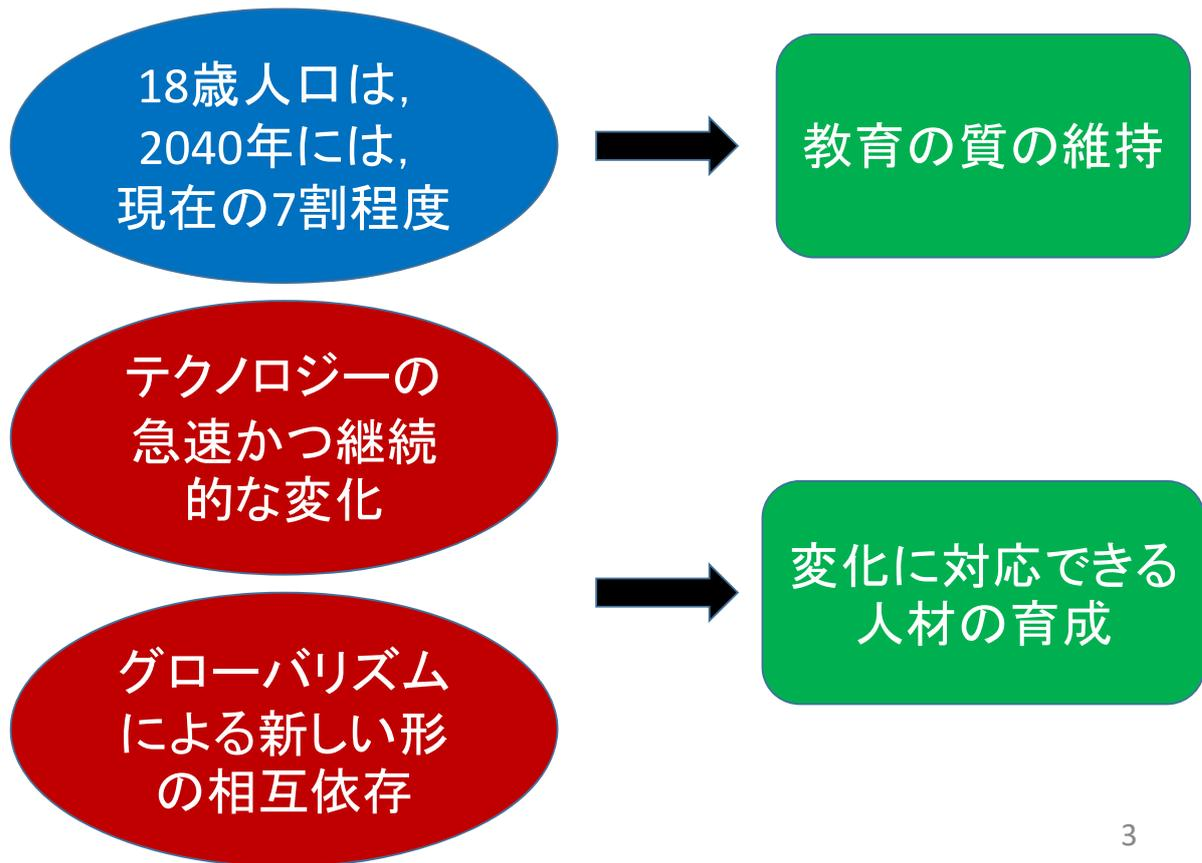 18歳人口は,
2040年には,
現在の7割程度
教育の質の維持
テクノロジーの
急速かつ継続
的な変化
グローバリズム
による新しい形
の相互依存
変化に対応できる
人材の育成
3